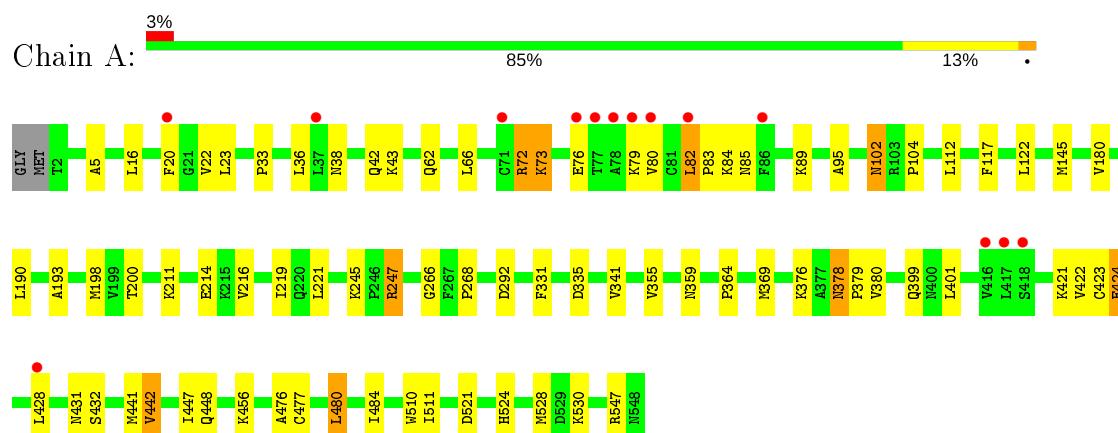 3%
Chain A:
85%
13%
GLY MET T2 A5 L16 F20 G21 V22 L23 P33 L36 L37 N38 Q42 K43 Q62 L66 C71 R72 K73 E76 T77 A78 K79 V80 C81 L82 P83 K84 N85 F86 K89 A95 N102 R103 P104 L112 F117 L122 M145 V180
L190 A193 M198 V199 T200 K211 E214 K215 V216 I219 Q220 L221 K245 P246 R247 G266 F267 P268 D292 F331 D335 V341 V355 N359 P364 M369 K376 A377 N378 P379 V380 Q399 N400 L401 V416 L417 S418 K421 V422 C423
L428 N431 S432 M441 V442 I447 Q448 K456 A476 C477 L480 I484 W510 I511 D521 H524 M528 D529 K530 R547 N548